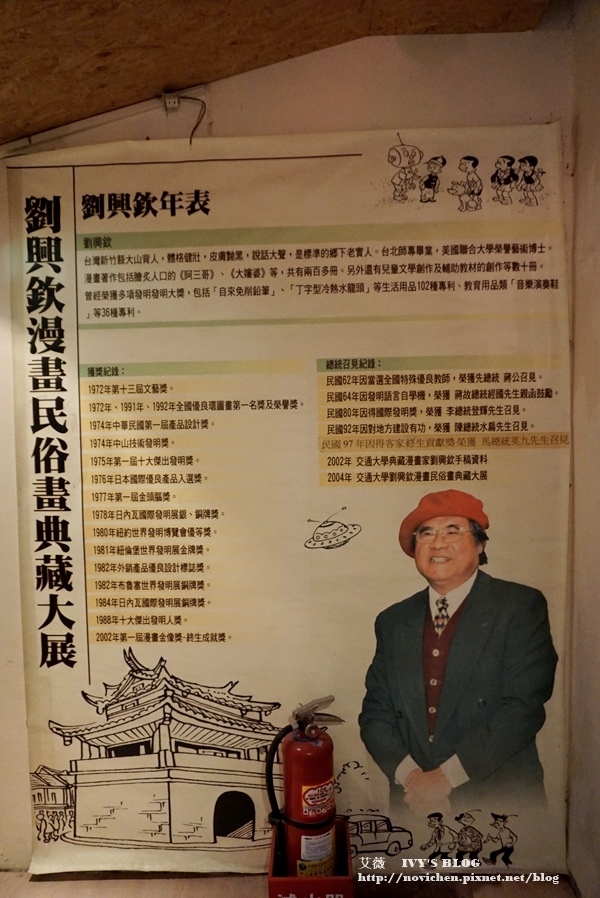 劉興欽漫畫民俗畫典藏大展
劉興欽年表
劉興欽
台灣新竹縣大山背人，體格健壯，皮膚黝黑，說話大聲，是標準的鄉下老實人。台北師專畢業，美國聯合大學榮譽藝術博士。
漫畫著作包括膾炙人口的《阿三哥》、《大嬸婆》等，共有兩百多冊。另外還有兒童文學創作及輔助教材的創作等數十冊。
曾經榮獲多項發明發明大獎，包括「自來免削鉛筆」、「丁字型冷熱水龍頭」等生活用品102種專利、教育用品類「音樂演奏鞋
」等36種專利。
獲獎紀錄：
1972年第十三屆文藝獎。
1972年、1991年、1992年全國優良環圖畫第一名獎及榮譽獎。
1974年中華民國第一屆產品設計獎。
1974年中山技術發明獎。
1975年第一屆十大傑出發明獎。
1976年日本國際優良產品入選獎。
1977年第一屆金頭腦獎。
1978年日內瓦國際發明展銀、銅牌獎。
1980年紐約世界發明博覽會優等獎。
1981年紐倫堡世界發明展金牌獎。
1982年外銷產品優良設計標誌獎。
1982年布魯塞世界發明展銅牌獎。
1984年日內瓦國際發明展銅牌獎。
1988年十大傑出發明人獎。
2002年第一屆漫畫金像獎-終生成就獎。
總統召見紀錄：
民國62年因當選全國特殊優良教師，榮獲先總統 蔣公召見。
民國64年因發明語言自學機，榮獲 蔣故總統經國先生親函鼓勵。
民國80年因得國際發明獎，榮獲 李總統登輝先生召見。
民國92年因對地方建設有功，榮獲 陳總統水扁先生召見。
民國97年因得客家終生貢獻獎榮獲 馬總統英九先生召見
2002年 交通大學典藏漫畫家劉興欽手稿資料
2004年 交通大學劉興欽漫畫民俗畫典藏大展
艾薇 IVY'S BLOG
http://novichen.pixnet.net/blog